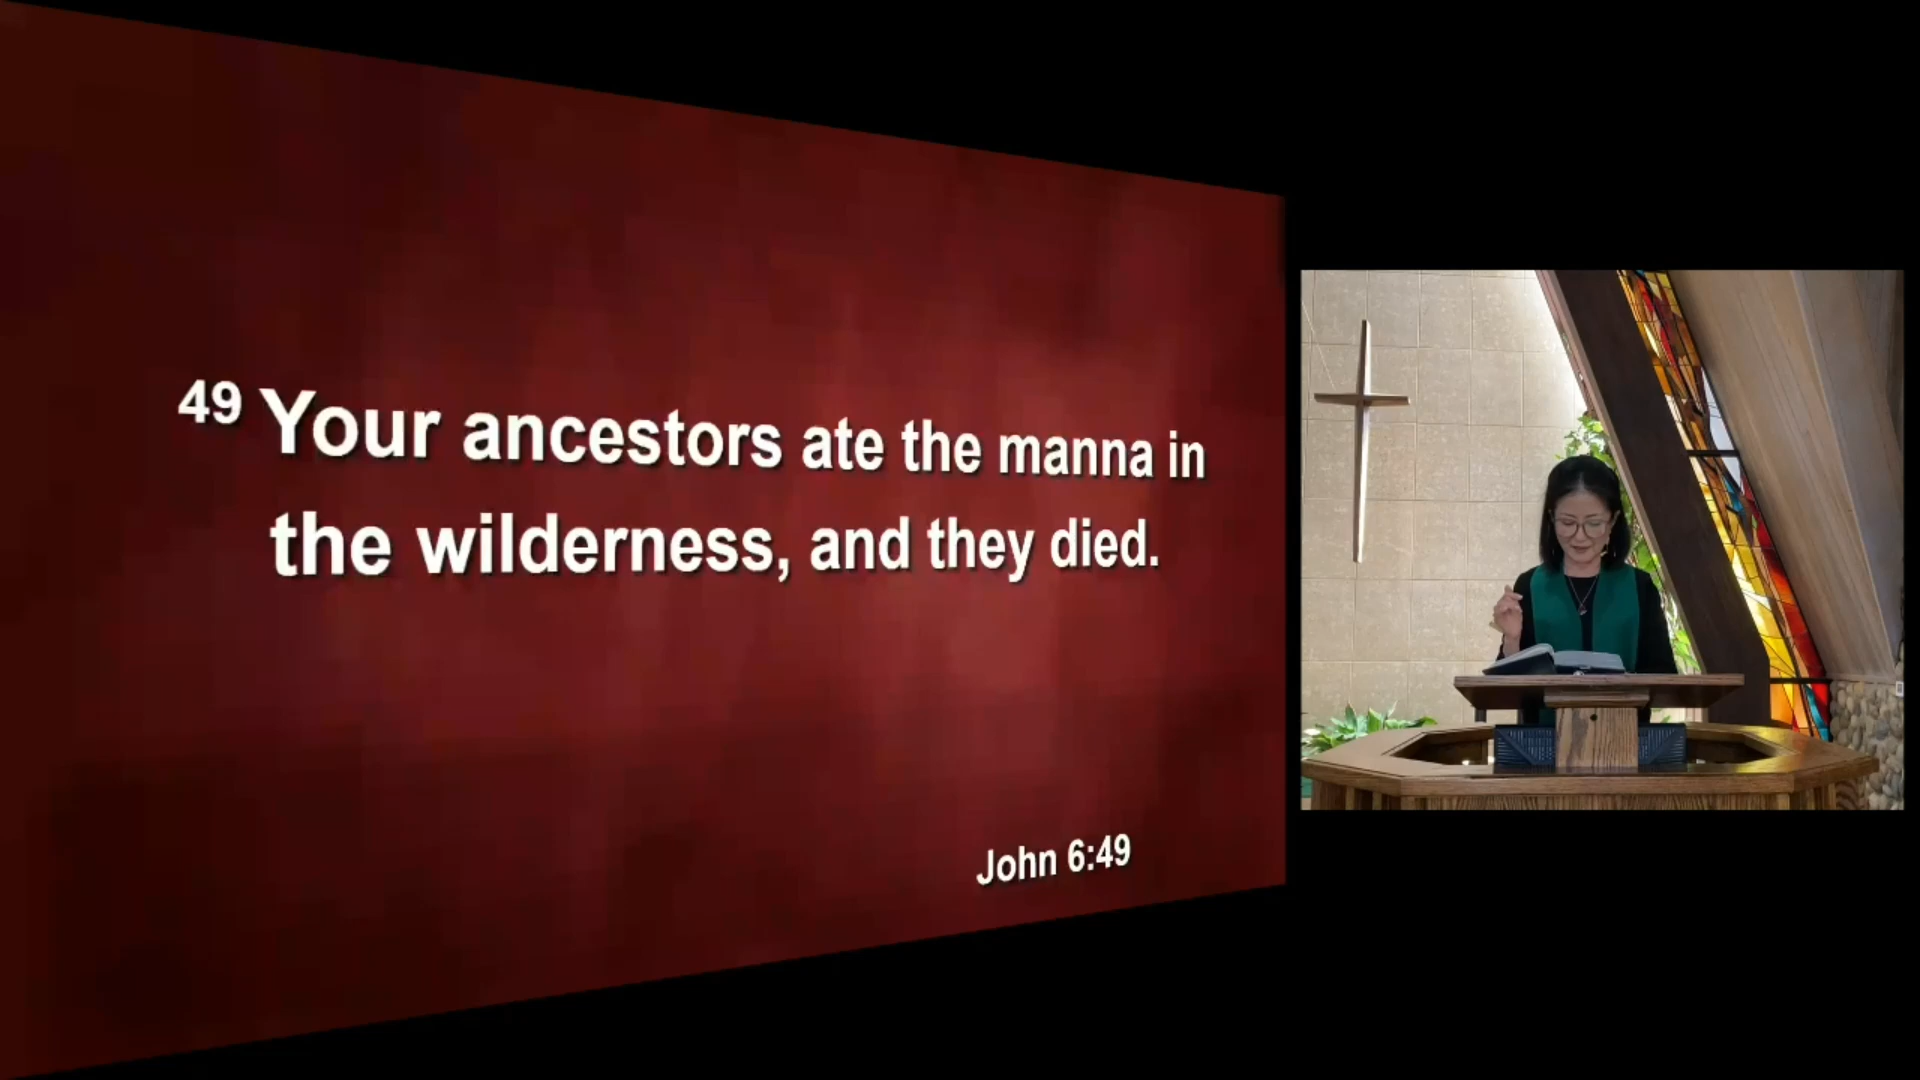 49 Your ancestors ate the manna in
the wilderness, and they died.
John 6:49